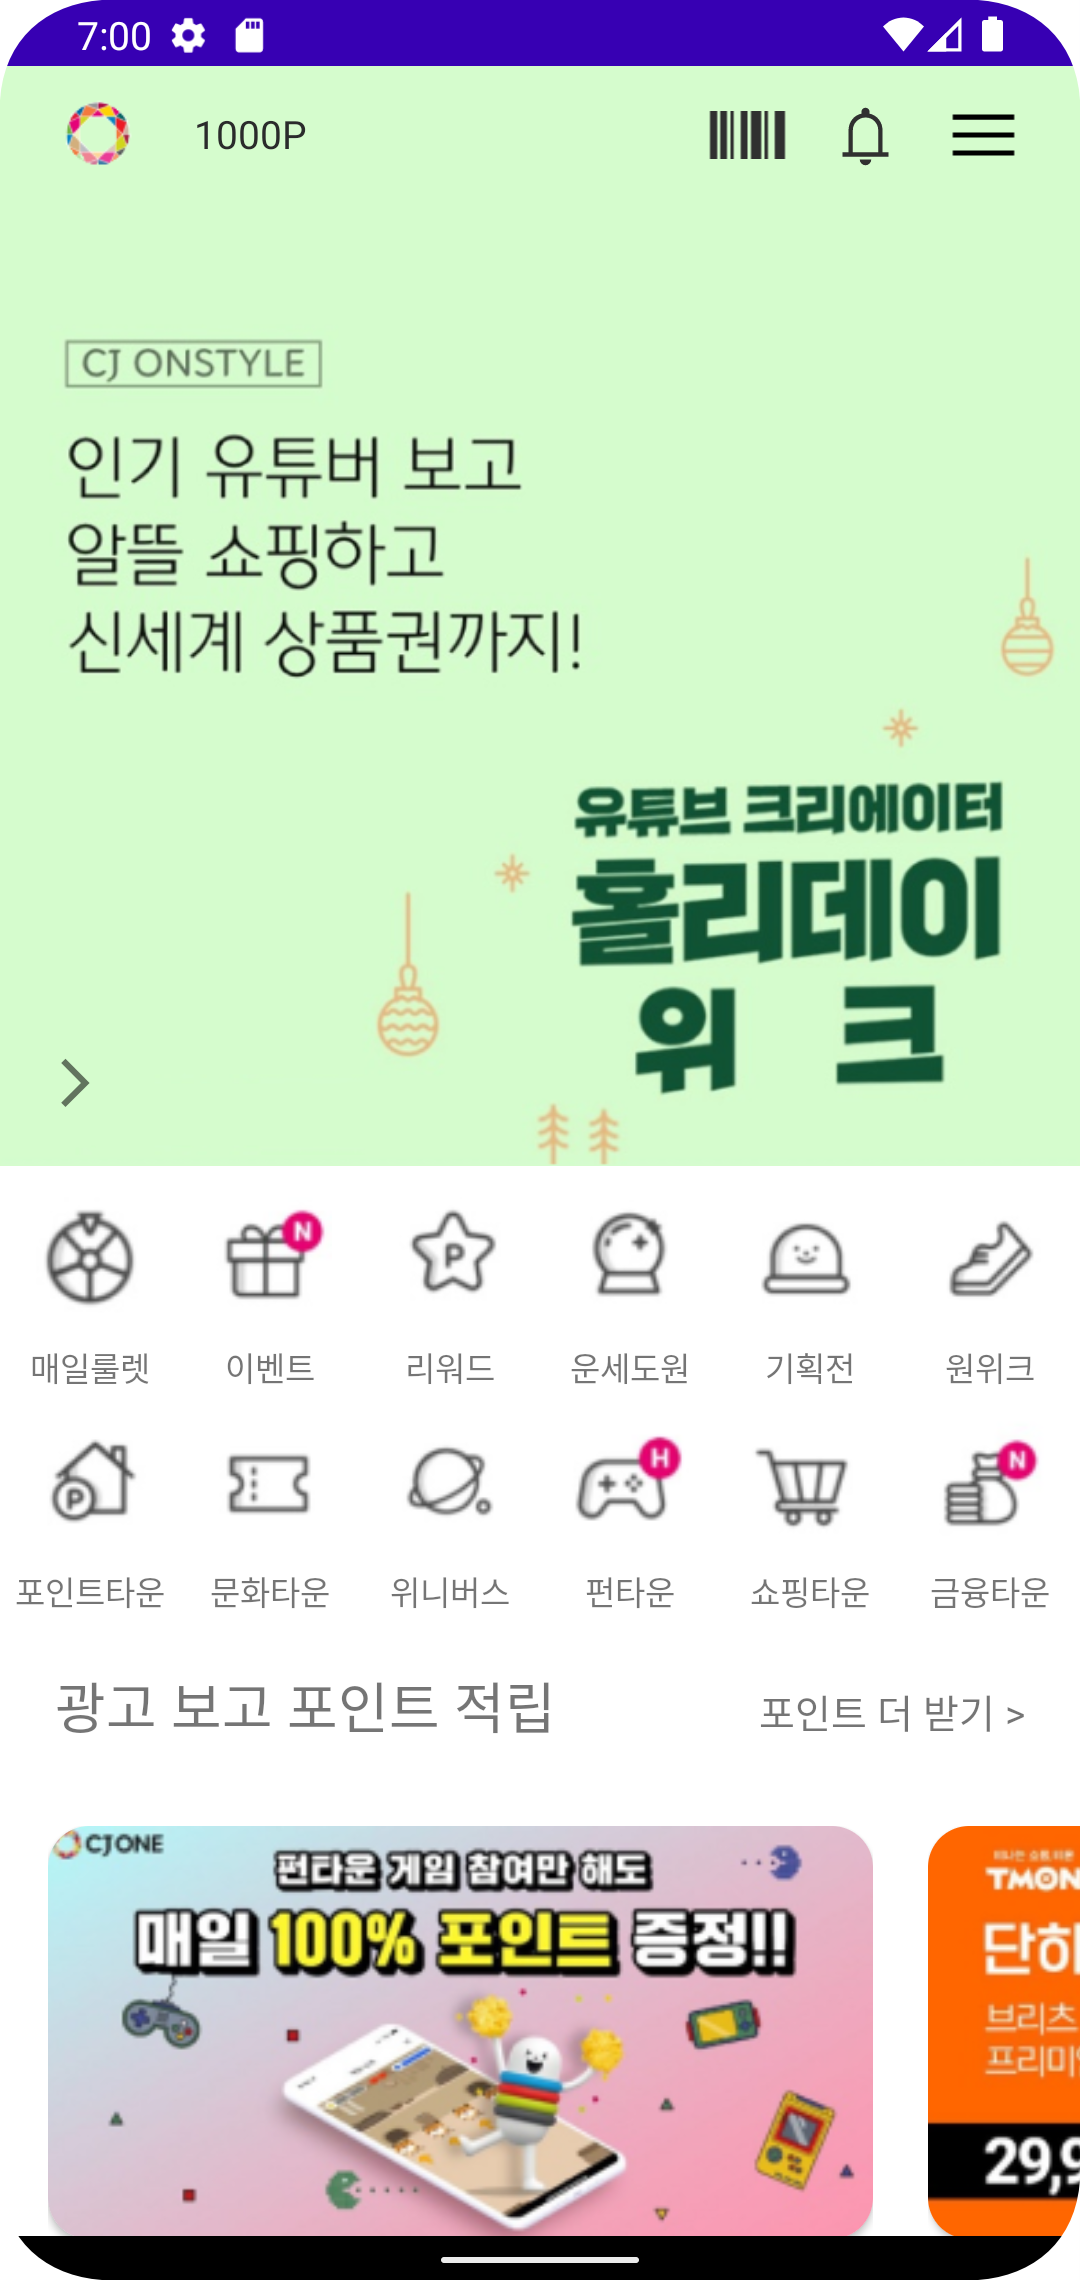 7:00
1000P
CJ ONSTYLE
인기 유튜버 보고
알뜰 쇼핑하고
신세계 상품권까지!
유튜브 크리에이터
홀리데이
위 크
N
P
매일룰렛 이벤트 리워드 운세도원 기획전 원위크
P
H
N
포인트타운 문화타운 위니버스 펀타운 쇼핑타운 금융타운
광고 보고 포인트 적립
포인트 더 받기 >
CJ ONE
펀타운 게임 참여만 해도
매일 100% 포인트 증정!!
TMON
단하
브리츠
프리미
29,9